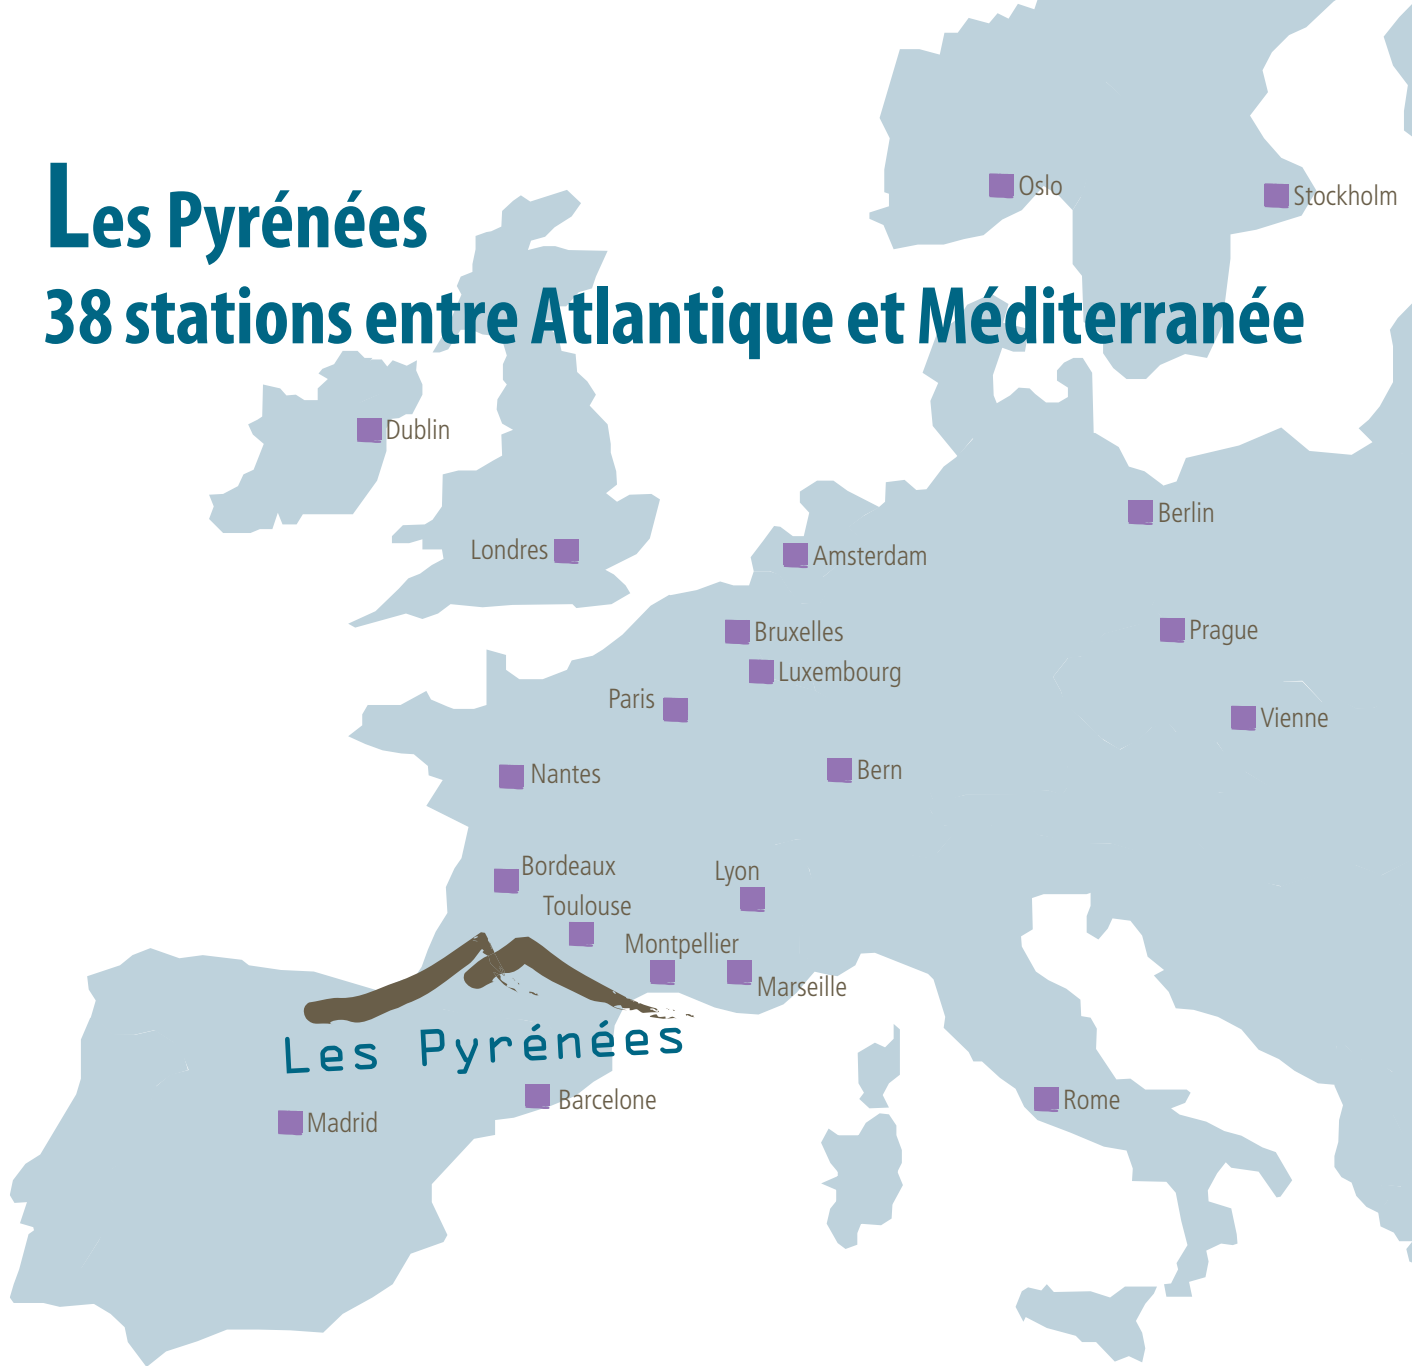 Les Pyrénées
38 stations entre Atlantique et Méditerranée
Oslo
Stockholm
Dublin
Berlin
Londres
Amsterdam
Bruxelles
Prague
Luxembourg
Paris
Vienne
Nantes
Bern
Bordeaux
Lyon
Toulouse
Montpellier
Marseille
Les Pyrénées
Barcelone
Rome
Madrid